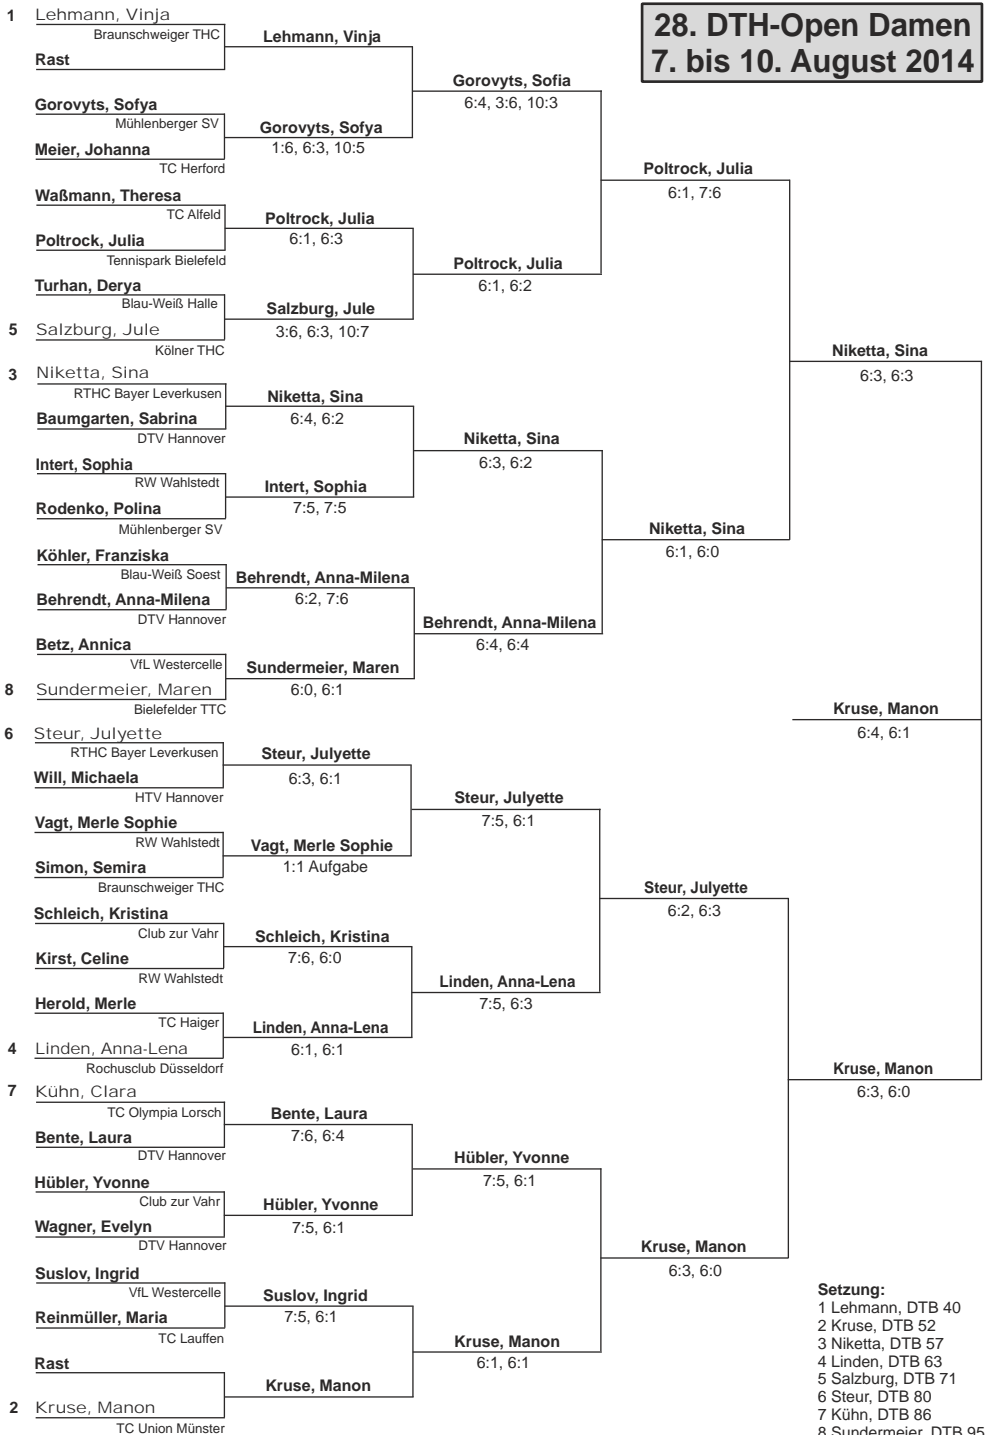 28. DTH-Open Damen
7. bis 10. August 2014
1 Lehmann, Vinja
Braunschweiger THC
Rast
Gorovyts, Sofya
Mühlenberger SV
Meier, Johanna
TC Herford
Waßmann, Theresa
TC Alfeld
Poltrock, Julia
Tennispark Bielefeld
Turhan, Derya
Blau-Weiß Halle
5 Salzburg, Jule
Kölner THC
3 Niketta, Sina
RTHC Bayer Leverkusen
Baumgarten, Sabrina
DTV Hannover
Intert, Sophia
RW Wahlstedt
Rodenko, Polina
Mühlenberger SV
Köhler, Franziska
Blau-Weiß Soest
Behrendt, Anna-Milena
DTV Hannover
Betz, Annica
VfL Westercelle
8 Sundermeier, Maren
Bielefelder TTC
6 Steur, Julyette
RTHC Bayer Leverkusen
Will, Michaela
HTV Hannover
Vagt, Merle Sophie
RW Wahlstedt
Simon, Semira
Braunschweiger THC
Schleich, Kristina
Club zur Vahr
Kirst, Celine
RW Wahlstedt
Herold, Merle
TC Haiger
4 Linden, Anna-Lena
Rochusclub Düsseldorf
7 Kühn, Clara
TC Olympia Lorsch
Bente, Laura
DTV Hannover
Hübler, Yvonne
Club zur Vahr
Wagner, Evelyn
DTV Hannover
Suslov, Ingrid
VfL Westercelle
Reinmüller, Maria
TC Lauffen
Rast
2 Kruse, Manon
TC Union Münster
Lehmann, Vinja
Gorovyts, Sofya
1:6, 6:3, 10:5
Poltrock, Julia
6:1, 6:3
Salzburg, Jule
3:6, 6:3, 10:7
Niketta, Sina
6:4, 6:2
Intert, Sophia
7:5, 7:5
Behrendt, Anna-Milena
6:2, 7:6
Sundermeier, Maren
6:0, 6:1
Steur, Julyette
6:3, 6:1
Vagt, Merle Sophie
1:1 Aufgabe
Schleich, Kristina
7:6, 6:0
Linden, Anna-Lena
6:1, 6:1
Bente, Laura
7:6, 6:4
Hübler, Yvonne
7:5, 6:1
Suslov, Ingrid
7:5, 6:1
Kruse, Manon
Gorovyts, Sofia
6:4, 3:6, 10:3
Poltrock, Julia
6:1, 6:2
Niketta, Sina
6:3, 6:2
Behrendt, Anna-Milena
6:4, 6:4
Steur, Julyette
7:5, 6:1
Linden, Anna-Lena
7:5, 6:3
Hübler, Yvonne
7:5, 6:1
Kruse, Manon
6:1, 6:1
Poltrock, Julia
6:1, 7:6
Niketta, Sina
6:1, 6:0
Steur, Julyette
6:2, 6:3
Kruse, Manon
6:3, 6:0
Niketta, Sina
6:3, 6:3
Kruse, Manon
6:3, 6:0
Kruse, Manon
6:4, 6:1
Setzung:
1 Lehmann, DTB 40
2 Kruse, DTB 52
3 Niketta, DTB 57
4 Linden, DTB 63
5 Salzburg, DTB 71
6 Steur, DTB 80
7 Kühn, DTB 86
8 Sundermeier, DTB 95